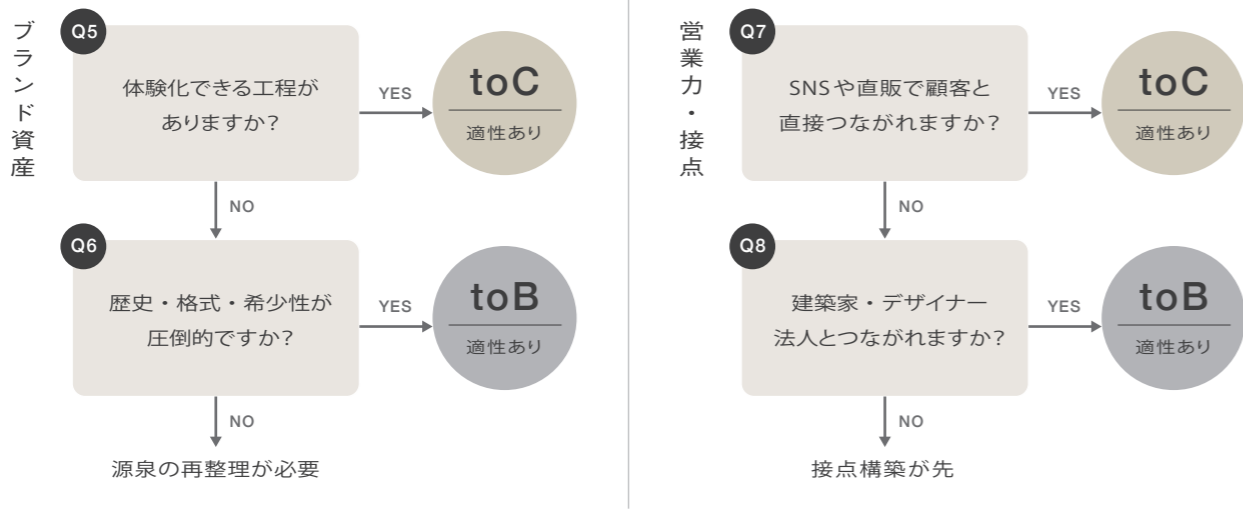 ブランド資産
Q5
体験化できる工程が
ありますか？
YES
toC
適性あり
NO
Q6
歴史・格式・希少性が
圧倒的ですか？
YES
toB
適性あり
NO
源泉の再整理が必要
営業力・接点
Q7
SNSや直販で顧客と
直接つながれますか？
YES
toC
適性あり
NO
Q8
建築家・デザイナー
法人とつながれますか？
YES
toB
適性あり
NO
接点構築が先